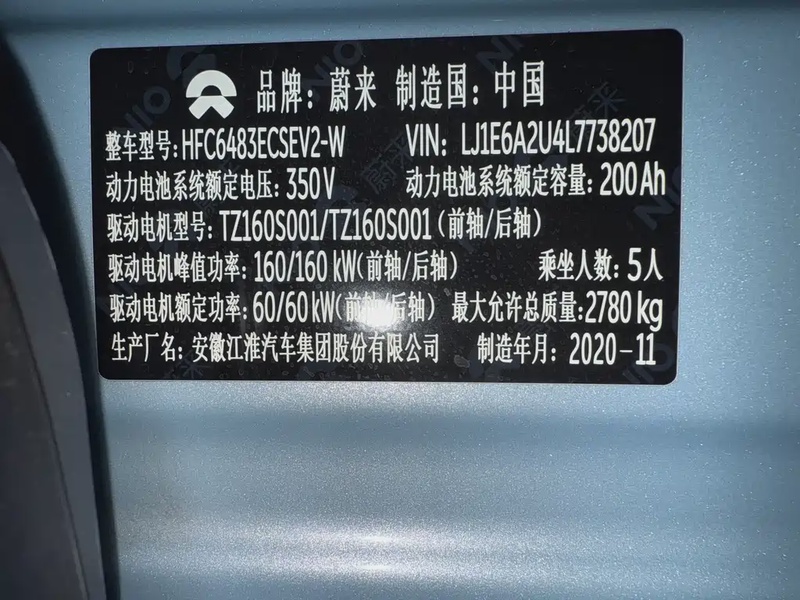 品牌：蔚来 制造国：中国
整车型号:HFC6483ECSEV2-W VIN: LJ1E6A2U4L7738207
动力电池系统额定电压: 350V 动力电池系统额定容量: 200Ah
驱动电机型号: TZ160S001/TZ160S001(前轴/后轴)
驱动电机峰值功率: 160/160 kW(前轴/后轴) 乘坐人数: 5人
驱动电机额定功率: 60/60kW(前轴/后轴) 最大允许总质量:2780kg
生产厂名: 安徽江淮汽车集团股份有限公司 制造年月: 2020-11